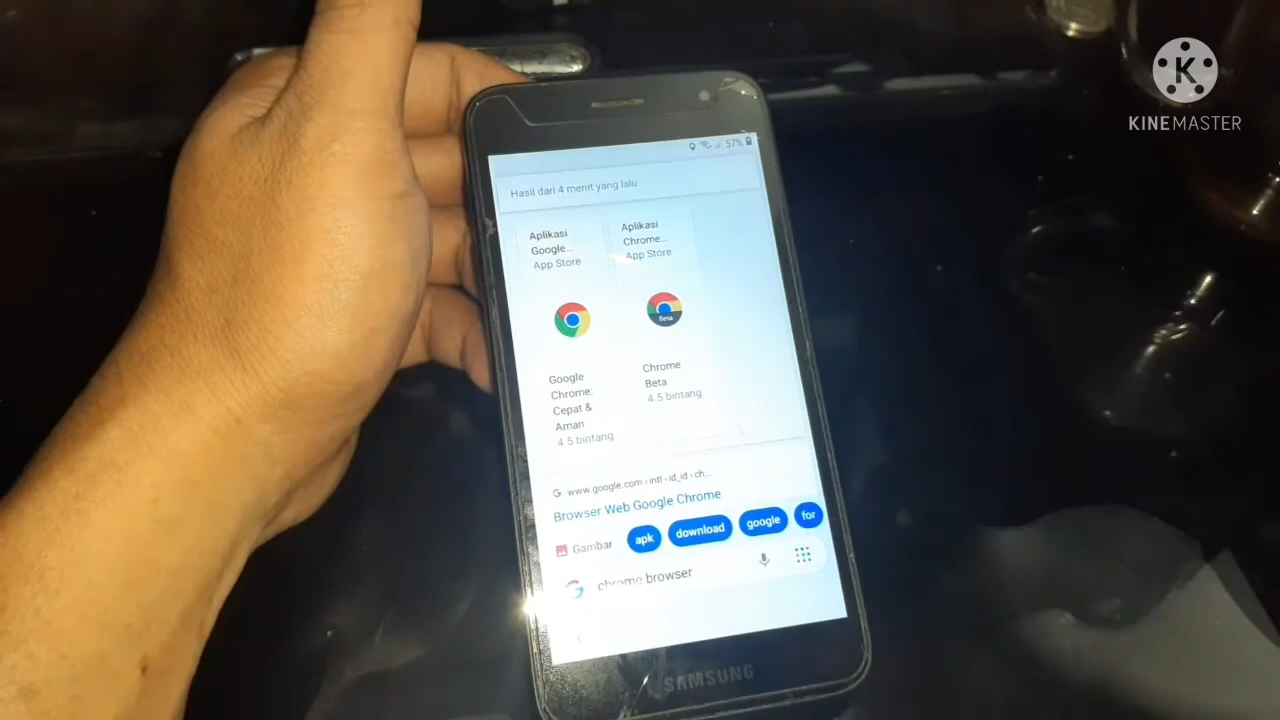 KINEMASTER
57%
Hasil dari 4 menit yang lalu
Aplikasi
Google...
App Store
Aplikasi
Chrome...
App Store
Beta
Google
Chrome:
Cepat &
Aman
4.5 bintang
Chrome
Beta
4.5 bintang
www.google.com › intl › id_id › ch...
Browser Web Google Chrome
Gambar
apk
download
google
for
chrome browser
SAMSUNG